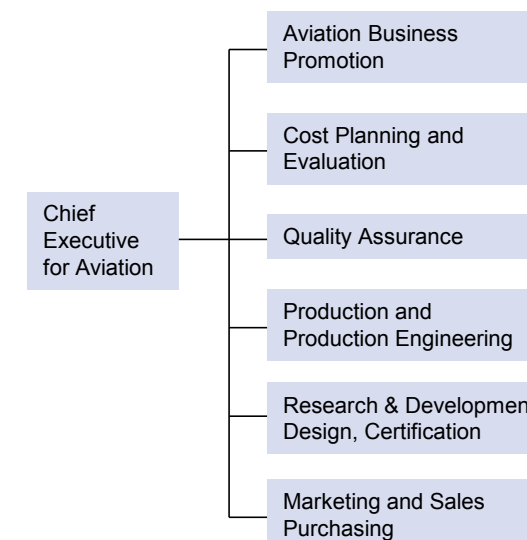 Aviation Business
Promotion
Cost Planning and
Evaluation
Chief
Executive
for Aviation
Quality Assurance
Production and
Production Engineering
Research & Developmen
Design, Certification
Marketing and Sales
Purchasing